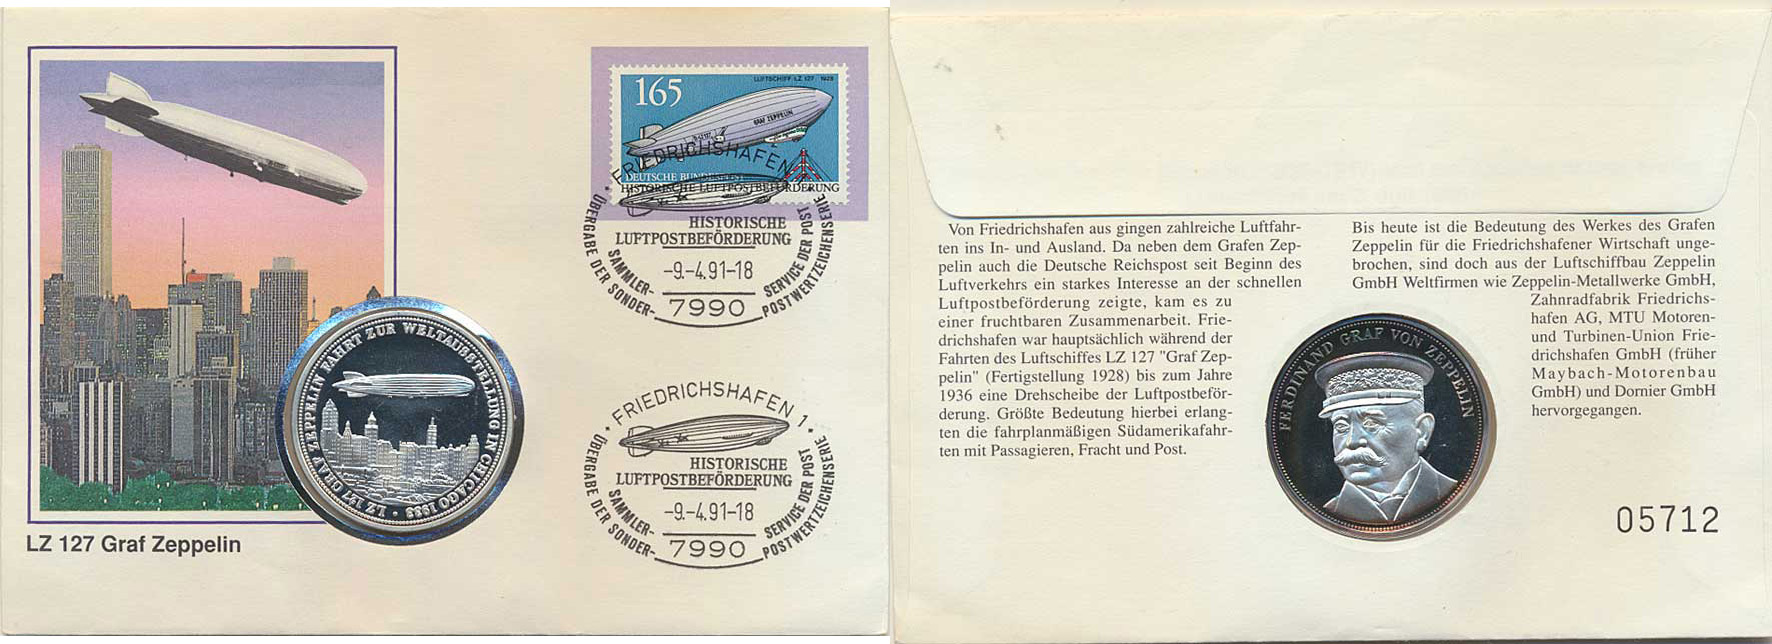 165
LUFTSCHIFF LZ 127 1928
GRAF ZEPPELIN
DEUTSCHE BUNDESPOST
HISTORISCHE LUFTPOSTBEFÖRDERUNG
· FRIEDRICHSHAFEN 1 ·
HISTORISCHE
LUFTPOSTBEFÖRDERUNG
-9.-4.91-18
7990
ÜBERGABE DER SONDER-
SAMMLER-
SERVICE DER POST
POSTWERTZEICHENSERIE
LZ 127 GRAF ZEPPELIN FAHRT ZUR WELTAUSSTELLUNG IN CHICAGO 1933 ·
· FRIEDRICHSHAFEN 1 ·
HISTORISCHE
LUFTPOSTBEFÖRDERUNG
-9.-4.91-18
7990
ÜBERGABE DER SONDER-
SAMMLER-
SERVICE DER POST
POSTWERTZEICHENSERIE
LZ 127 Graf Zeppelin
Von Friedrichshafen aus gingen zahlreiche Luftfahr-
ten ins In- und Ausland. Da neben dem Grafen Zep-
pelin auch die Deutsche Reichspost seit Beginn des
Luftverkehrs ein starkes Interesse an der schnellen
Luftpostbeförderung zeigte, kam es zu
einer fruchtbaren Zusammenarbeit. Frie-
drichshafen war hauptsächlich während der
Fahrten des Luftschiffes LZ 127 "Graf Zep-
pelin" (Fertigstellung 1928) bis zum Jahre
1936 eine Drehscheibe der Luftpostbeför-
derung. Größte Bedeutung hierbei erlang-
ten die fahrplanmäßigen Südamerikafahr-
ten mit Passagieren, Fracht und Post.
Bis heute ist die Bedeutung des Werkes des Grafen
Zeppelin für die Friedrichshafener Wirtschaft unge-
brochen, sind doch aus der Luftschiffbau Zeppelin
GmbH Weltfirmen wie Zeppelin-Metallwerke GmbH,
Zahnradfabrik Friedrichs-
hafen AG, MTU Motoren-
und Turbinen-Union Frie-
drichshafen GmbH (früher
Maybach-Motorenbau
GmbH) und Dornier GmbH
hervorgegangen.
FERDINAND GRAF VON ZEPPELIN
05712